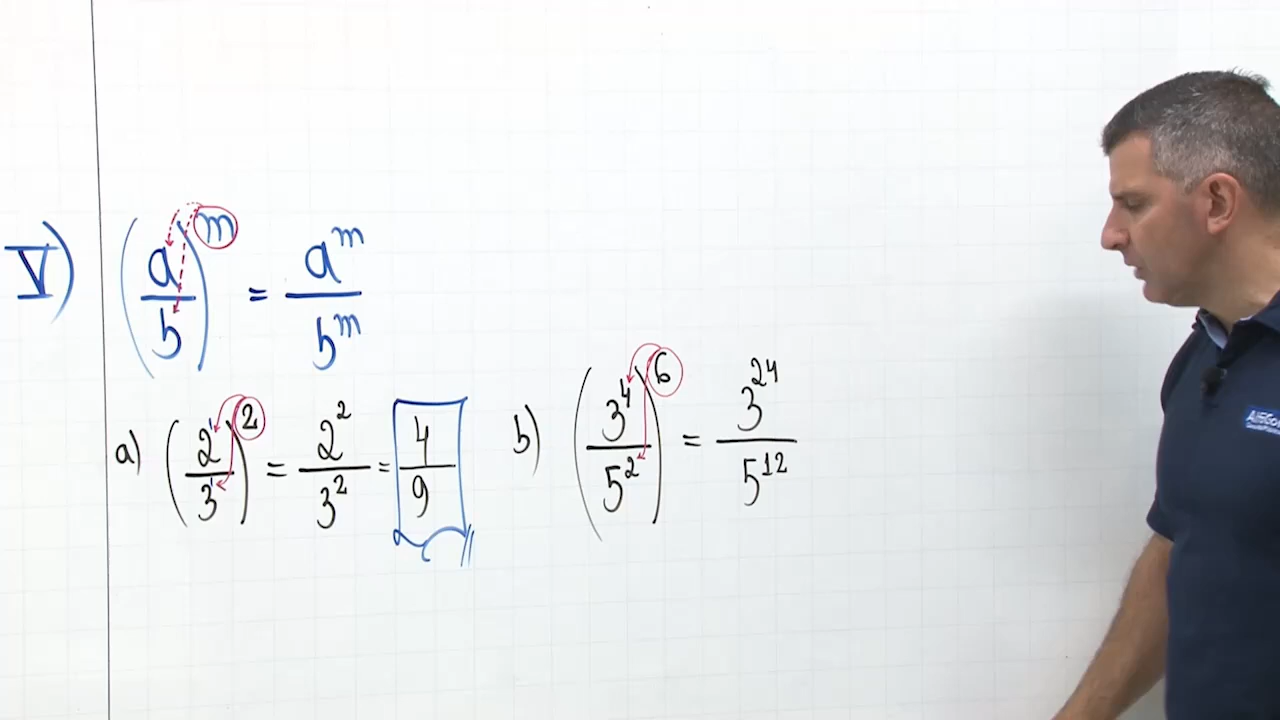 V) (a/b)^m = a^m/b^m
a) (2^1/3^1)^2 = 2^2/3^2 = 4/9
b) (3^4/5^2)^6 = 3^24/5^12